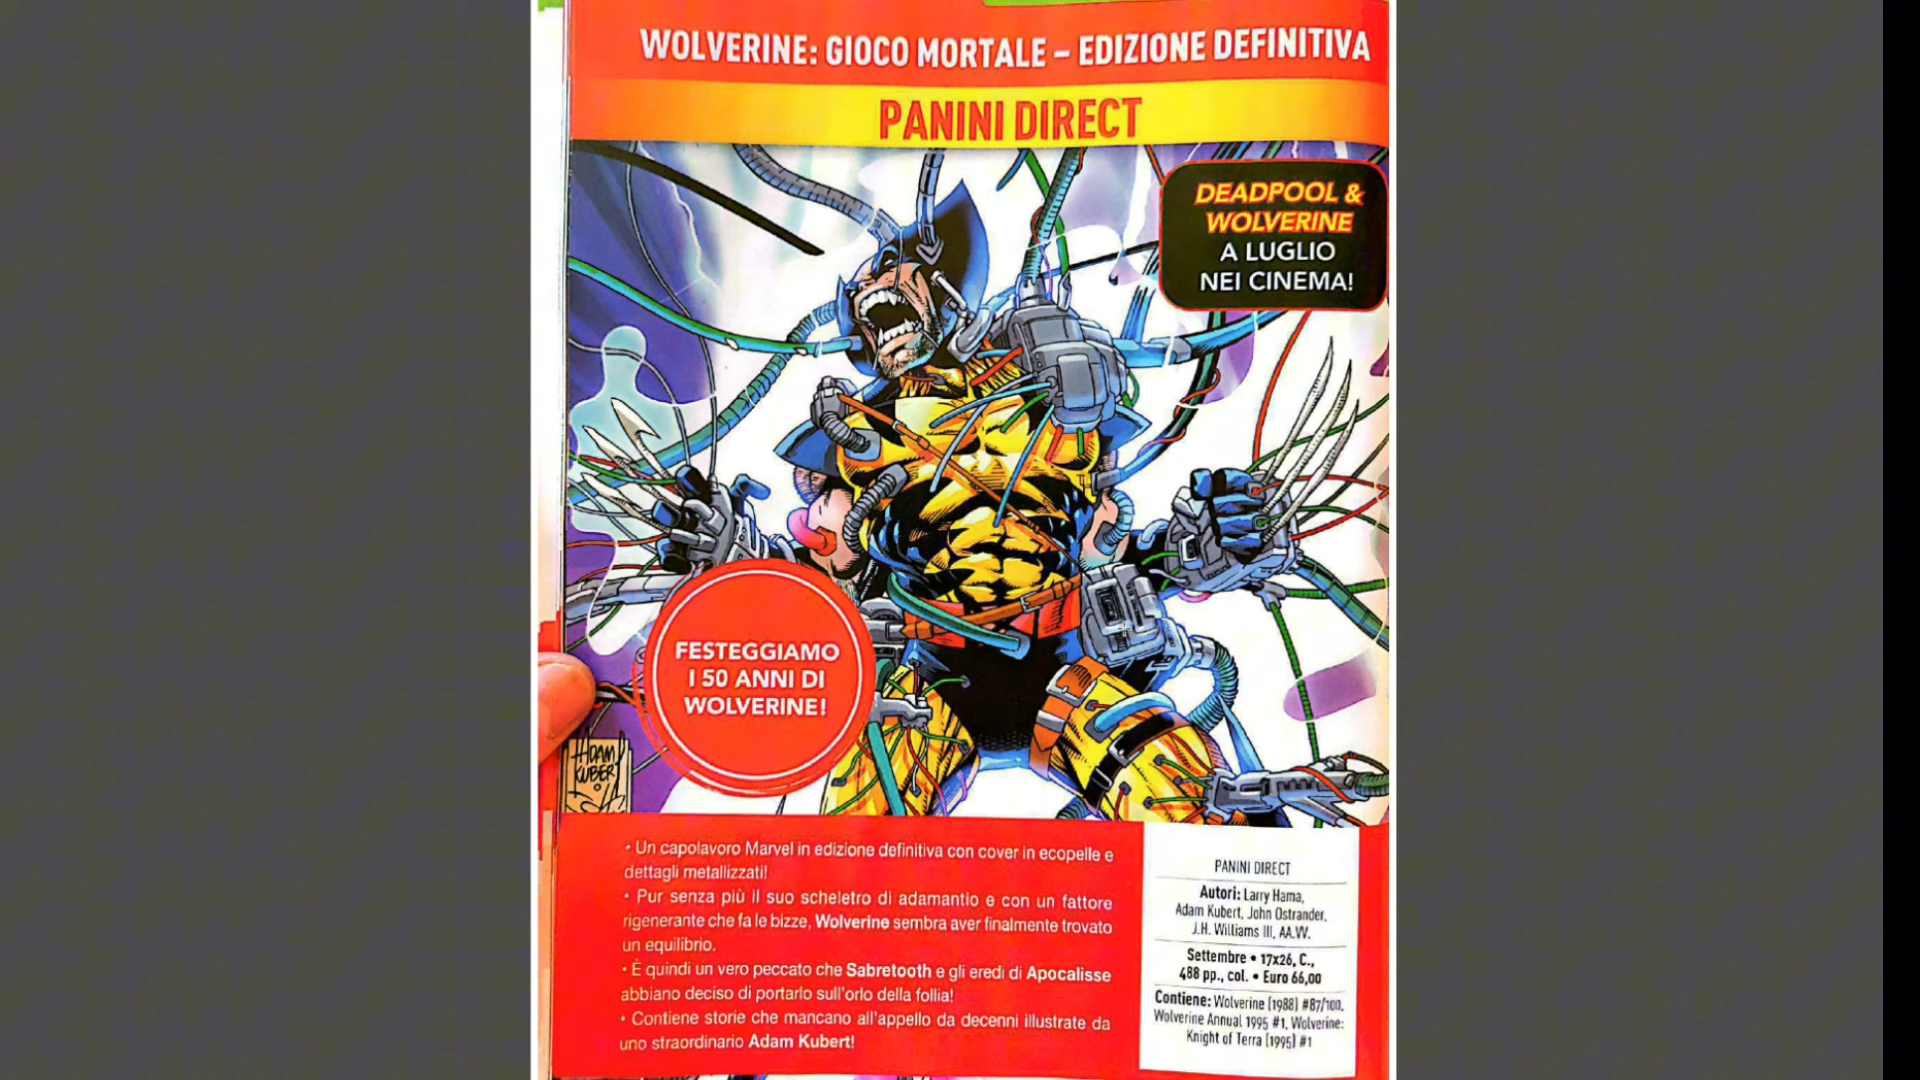 WOLVERINE: GIOCO MORTALE – EDIZIONE DEFINITIVA
PANINI DIRECT
DEADPOOL &
WOLVERINE
A LUGLIO
NEI CINEMA!
FESTEGGIAMO
I 50 ANNI DI
WOLVERINE!
ADAM
KUBERT
• Un capolavoro Marvel in edizione definitiva con cover in ecopelle e
dettagli metallizzati!
• Pur senza più il suo scheletro di adamantio e con un fattore
rigenerante che fa le bizze, Wolverine sembra aver finalmente trovato
un equilibrio.
• È quindi un vero peccato che Sabretooth e gli eredi di Apocalisse
abbiano deciso di portarlo sull'orlo della follia!
• Contiene storie che mancano all'appello da decenni illustrate da
uno straordinario Adam Kubert!
PANINI DIRECT
Autori: Larry Hama,
Adam Kubert, John Ostrander,
J.H. Williams III, AA.VV.
Settembre • 17x26, C.,
488 pp., col. • Euro 66,00
Contiene: Wolverine (1988) #87/100,
Wolverine Annual 1995 #1, Wolverine:
Knight of Terra (1995) #1